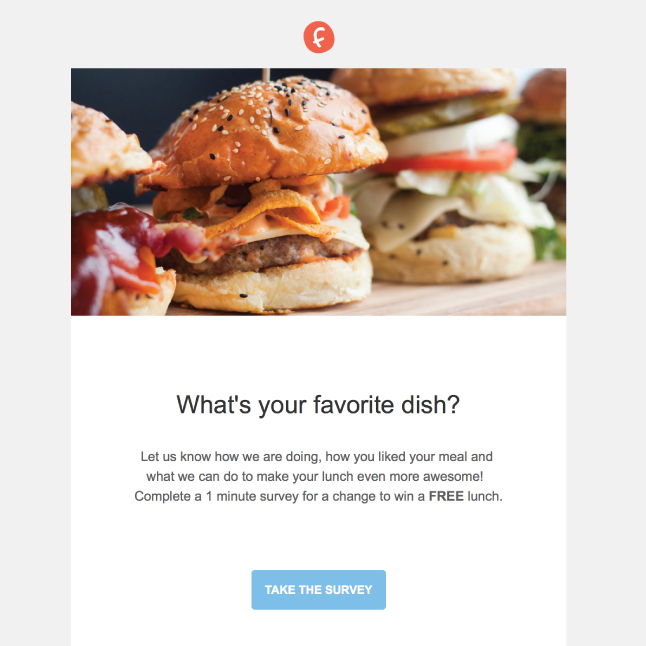 f
What's your favorite dish?
Let us know how we are doing, how you liked your meal and
what we can do to make your lunch even more awesome!
Complete a 1 minute survey for a change to win a FREE lunch.
TAKE THE SURVEY